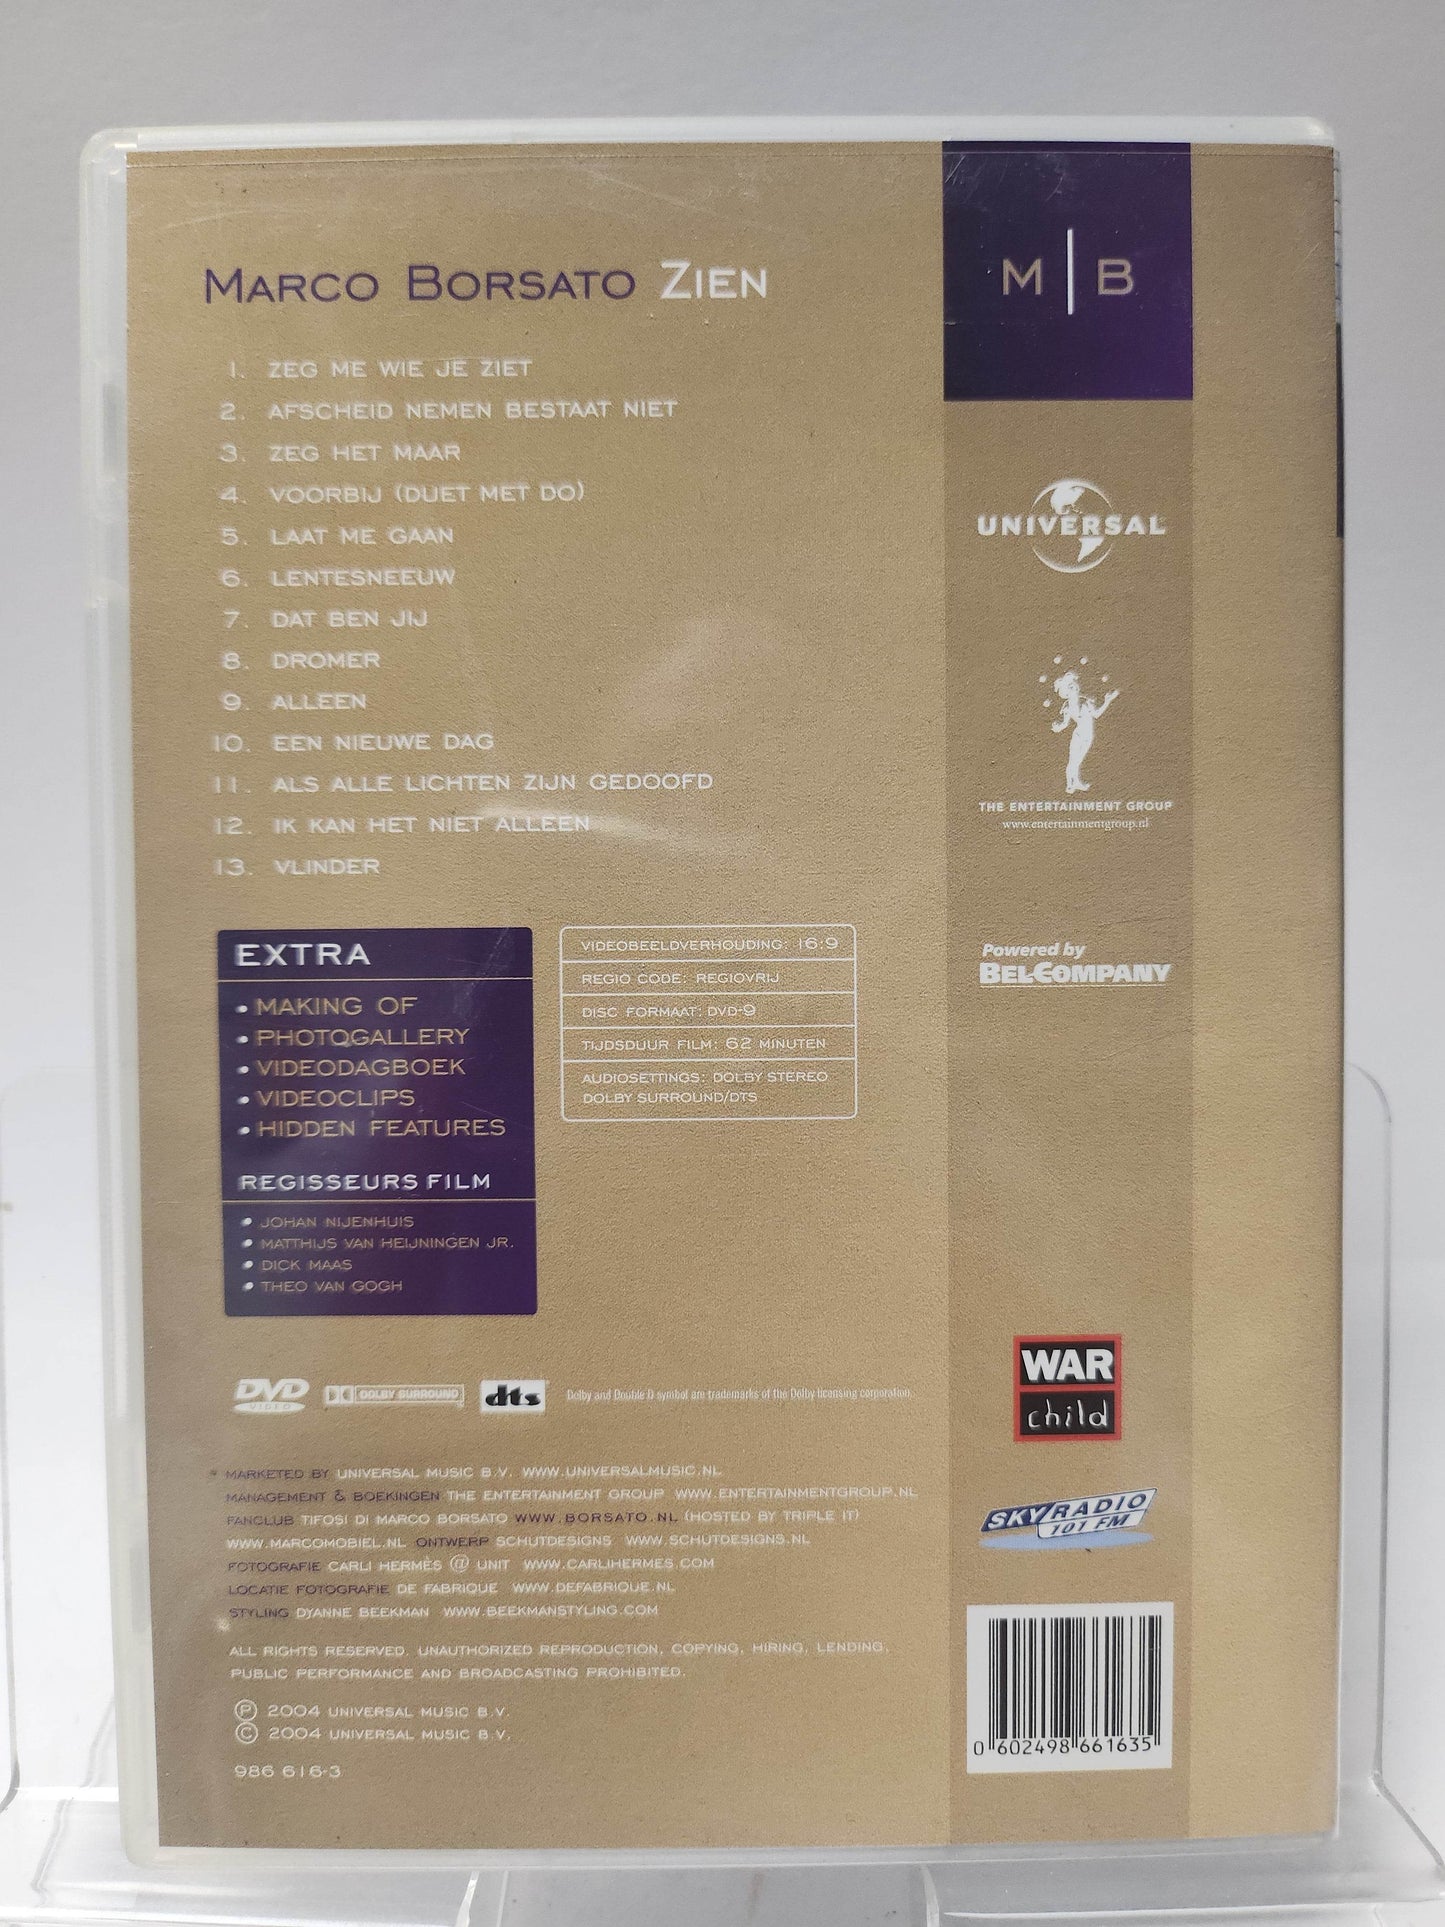 MARCO BORSATO ZIEN
M | B
1. ZEG ME WIE JE ZIET
2. AFSCHEID NEMEN BESTAAT NIET
3. ZEG HET MAAR
4. VOORBIJ (DUET MET DO)
5. LAAT ME GAAN
6. LENTESNEEUW
7. DAT BEN JIJ
8. DROMER
9. ALLEEN
10. EEN NIEUWE DAG
11. ALS ALLE LICHTEN ZIJN GEDOOFD
12. IK KAN HET NIET ALLEEN
13. VLINDER
UNIVERSAL
THE ENTERTAINMENT GROUP
www.entertainmentgroup.nl
Powered by
BELCOMPANY
EXTRA
• MAKING OF
• PHOTOGALLERY
• VIDEODAGBOEK
• VIDEOCLIPS
• HIDDEN FEATURES
REGISSEURS FILM
• JOHAN NIJENHUIS
• MATTHIJS VAN HEIJNINGEN JR.
• DICK MAAS
• THEO VAN GOGH
VIDEOBEELDVERHOUDING: 16:9
REGIO CODE: REGIOVRIJ
DISC FORMAAT: DVD-9
TIJDSDUUR FILM: 62 MINUTEN
AUDIOSETTINGS: DOLBY STEREO
DOLBY SURROUND/DTS
DVD VIDEO
DOLBY SURROUND
dts
Dolby and Double D symbol are trademarks of the Dolby licensing corporation.
WAR
child
SKY RADIO
101 FM
MARKETED BY UNIVERSAL MUSIC B.V. WWW.UNIVERSALMUSIC.NL
MANAGEMENT & BOEKINGEN THE ENTERTAINMENT GROUP WWW.ENTERTAINMENTGROUP.NL
FANCLUB TIFOSI DI MARCO BORSATO WWW.BORSATO.NL (HOSTED BY TRIPLE IT)
WWW.MARCOMOBIEL.NL ONTWERP SCHUTDESIGNS WWW.SCHUTDESIGNS.NL
FOTOGRAFIE CARLI HERMÈS @ UNIT WWW.CARLIHERMES.COM
LOCATIE FOTOGRAFIE DE FABRIQUE WWW.DEFABRIQUE.NL
STYLING DYANNE BEEKMAN WWW.BEEKMANSTYLING.COM
ALL RIGHTS RESERVED. UNAUTHORIZED REPRODUCTION, COPYING, HIRING, LENDING,
PUBLIC PERFORMANCE AND BROADCASTING PROHIBITED.
Ⓟ 2004 UNIVERSAL MUSIC B.V.
© 2004 UNIVERSAL MUSIC B.V.
986 616-3
0 602498 661635